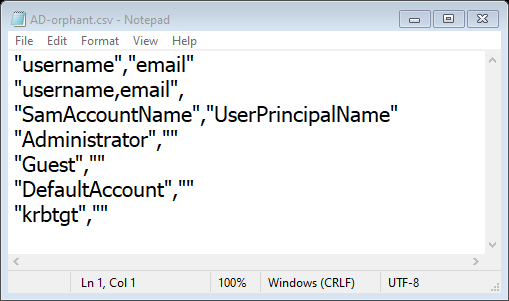 AD-orphant.csv - Notepad
File Edit Format View Help
"username","email"
"username,email",
"SamAccountName","UserPrincipalName"
"Administrator",""
"Guest",""
"DefaultAccount",""
"krbtgt",""
Ln 1, Col 1 100% Windows (CRLF) UTF-8